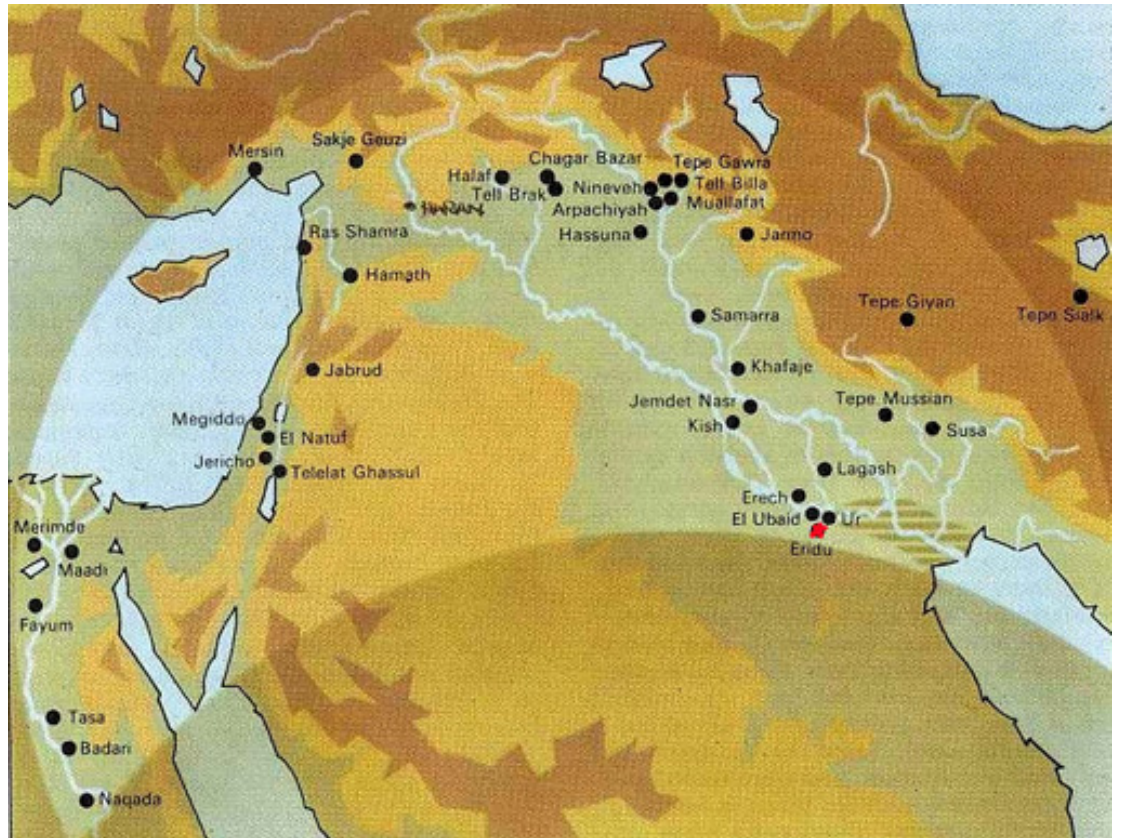 Sakje Geuzi
Mersin
Chagar Bazar
Tepe Gawra
Halaf
Tell Brak
Nineveh
Tell Billa
Arpachiyah
Muallafat
Ras Shamra
Hassuna
Jarmo
Hamath
Tepe Giyan
Samarra
Tepe Sialk
Jabrud
Khafaje
Jemdet Nasr
Tepe Mussian
Megiddo
Kish
El Natuf
Susa
Jericho
Telelat Ghassul
Lagash
Erech
El Ubaid
Ur
Merimde
Eridu
Maadi
Fayum
Tasa
Badari
Naqada